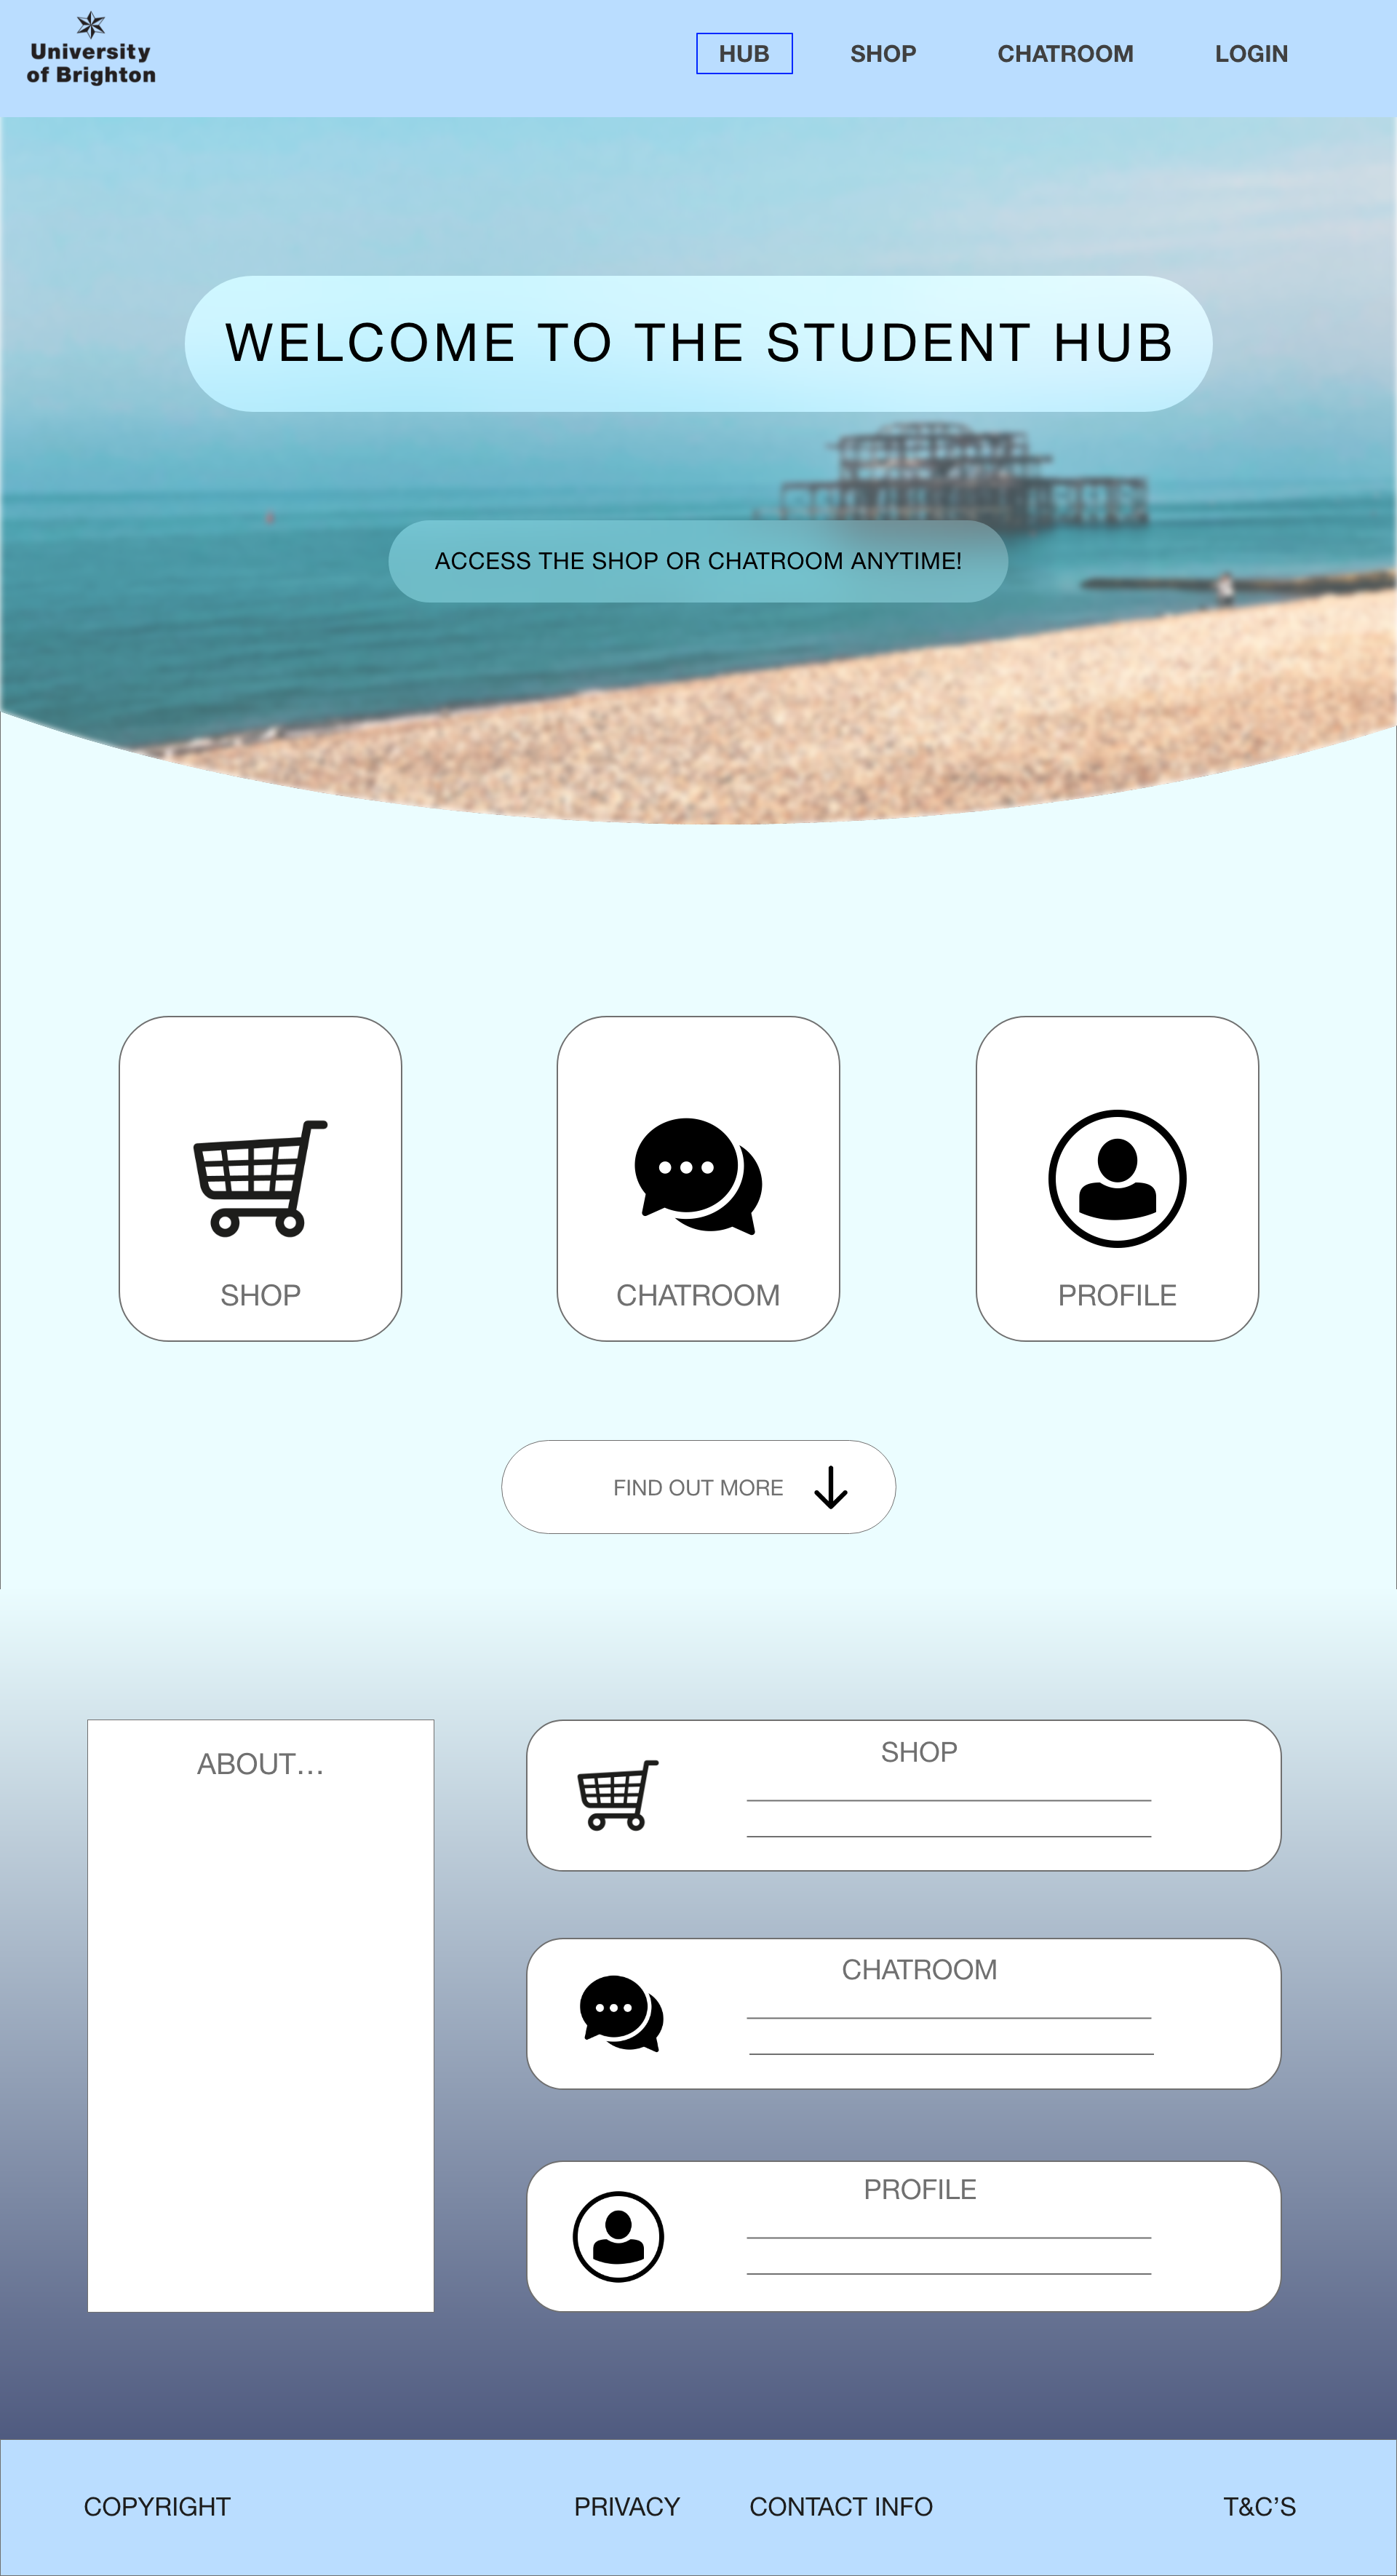 University
of Brighton
HUB
SHOP
CHATROOM
LOGIN
WELCOME TO THE STUDENT HUB
ACCESS THE SHOP OR CHATROOM ANYTIME!
SHOP
CHATROOM
PROFILE
FIND OUT MORE
ABOUT...
SHOP
CHATROOM
PROFILE
COPYRIGHT
PRIVACY
CONTACT INFO
T&C’S